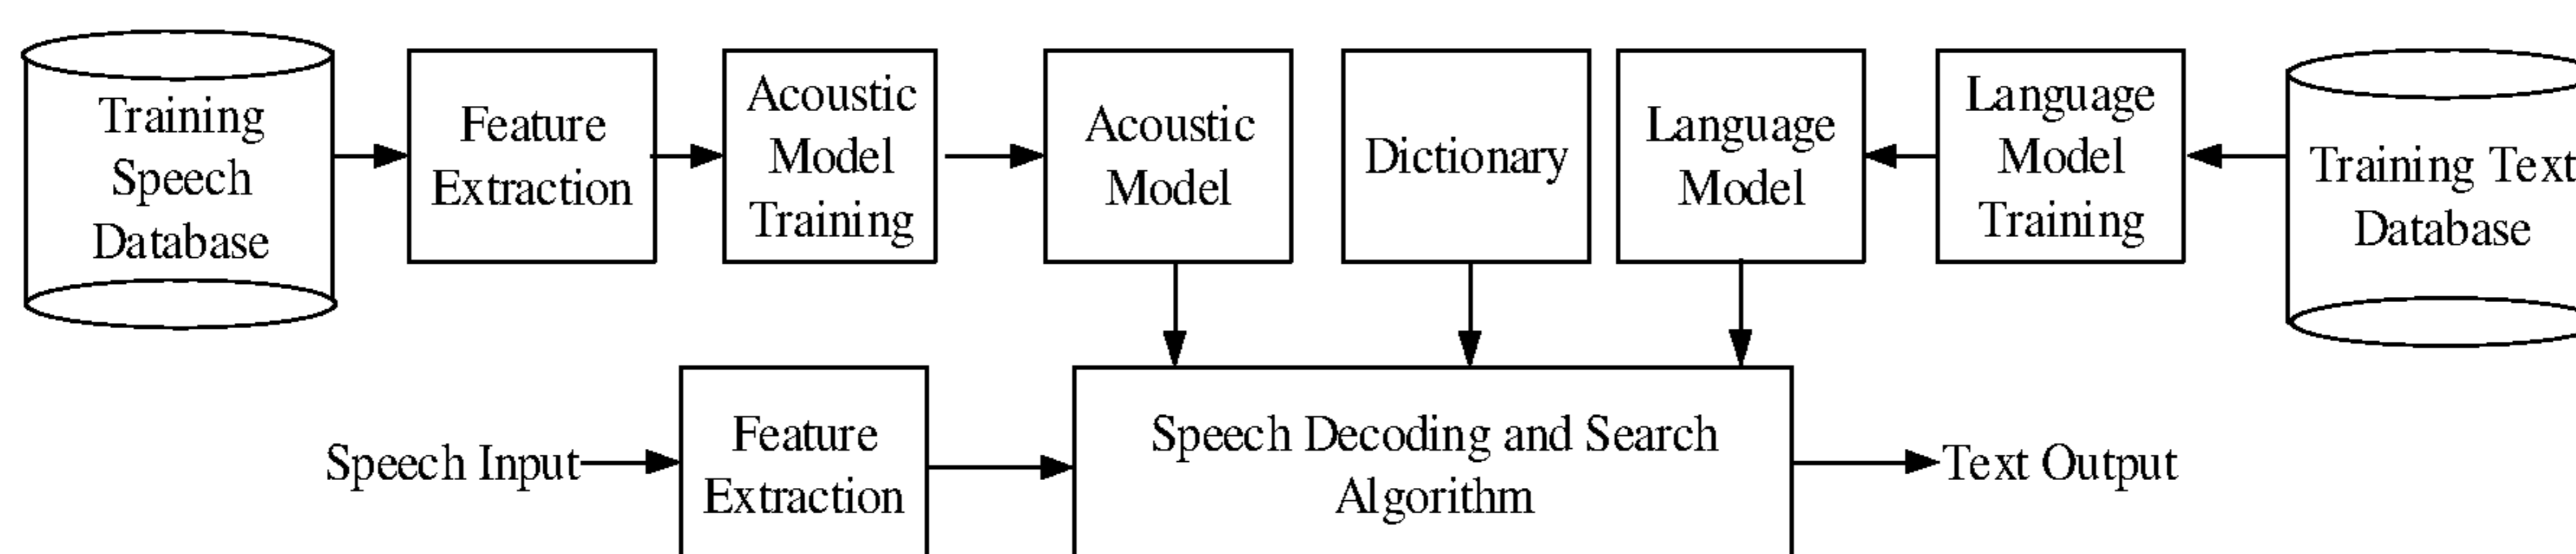 Training
Speech
Database
Feature
Extraction
Acoustic
Model
Training
Acoustic
Model
Dictionary
Language
Model
Language
Model
Training
Training Text
Database
Speech Input
Feature
Extraction
Speech Decoding and Search
Algorithm
Text Output